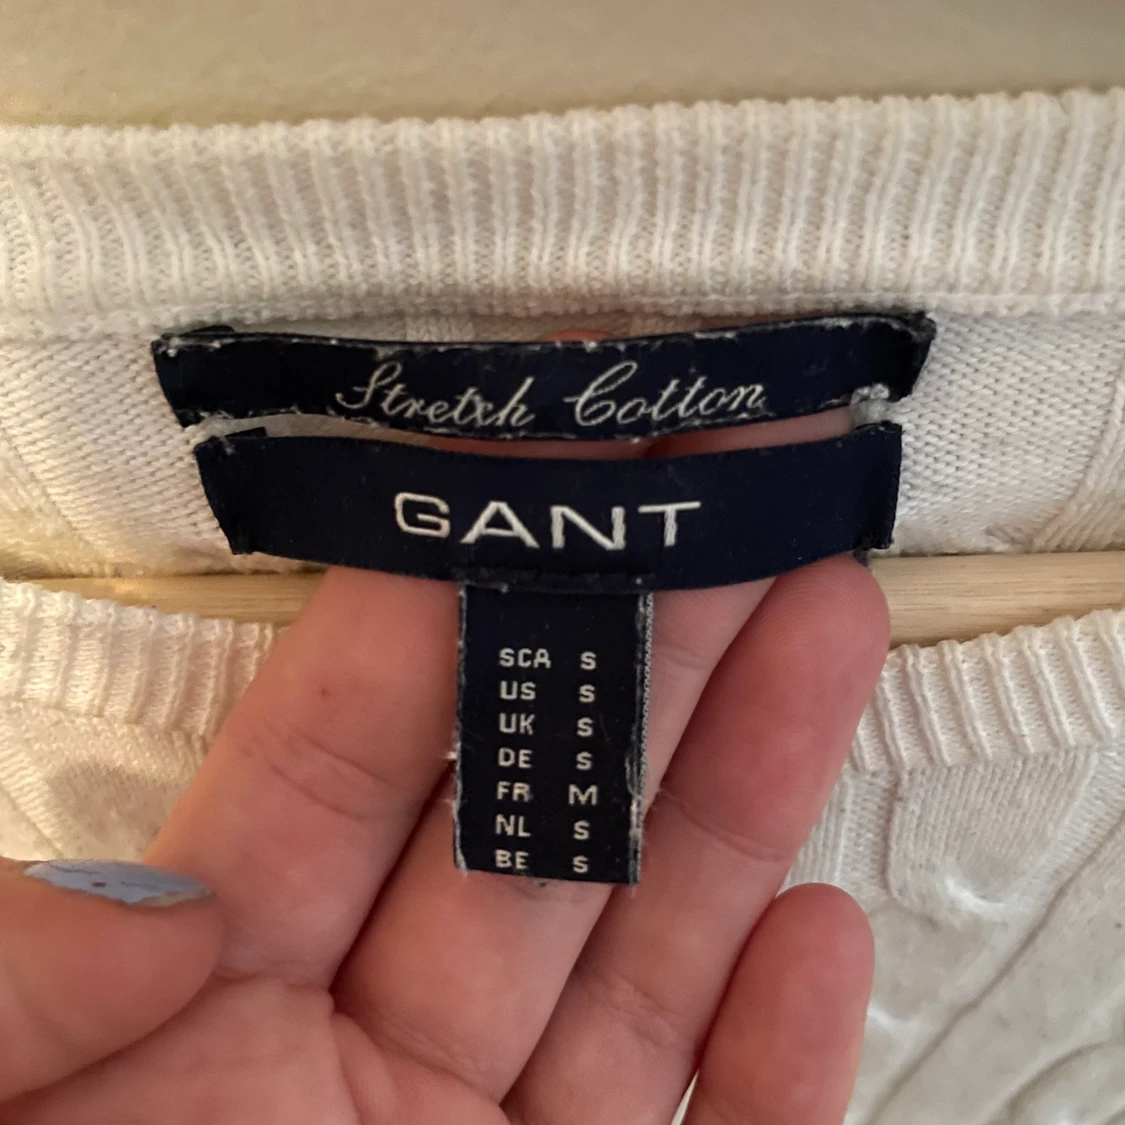 Stretch Cotton
GANT
SCA S
US S
UK S
DE S
FR M
NL S
BE S